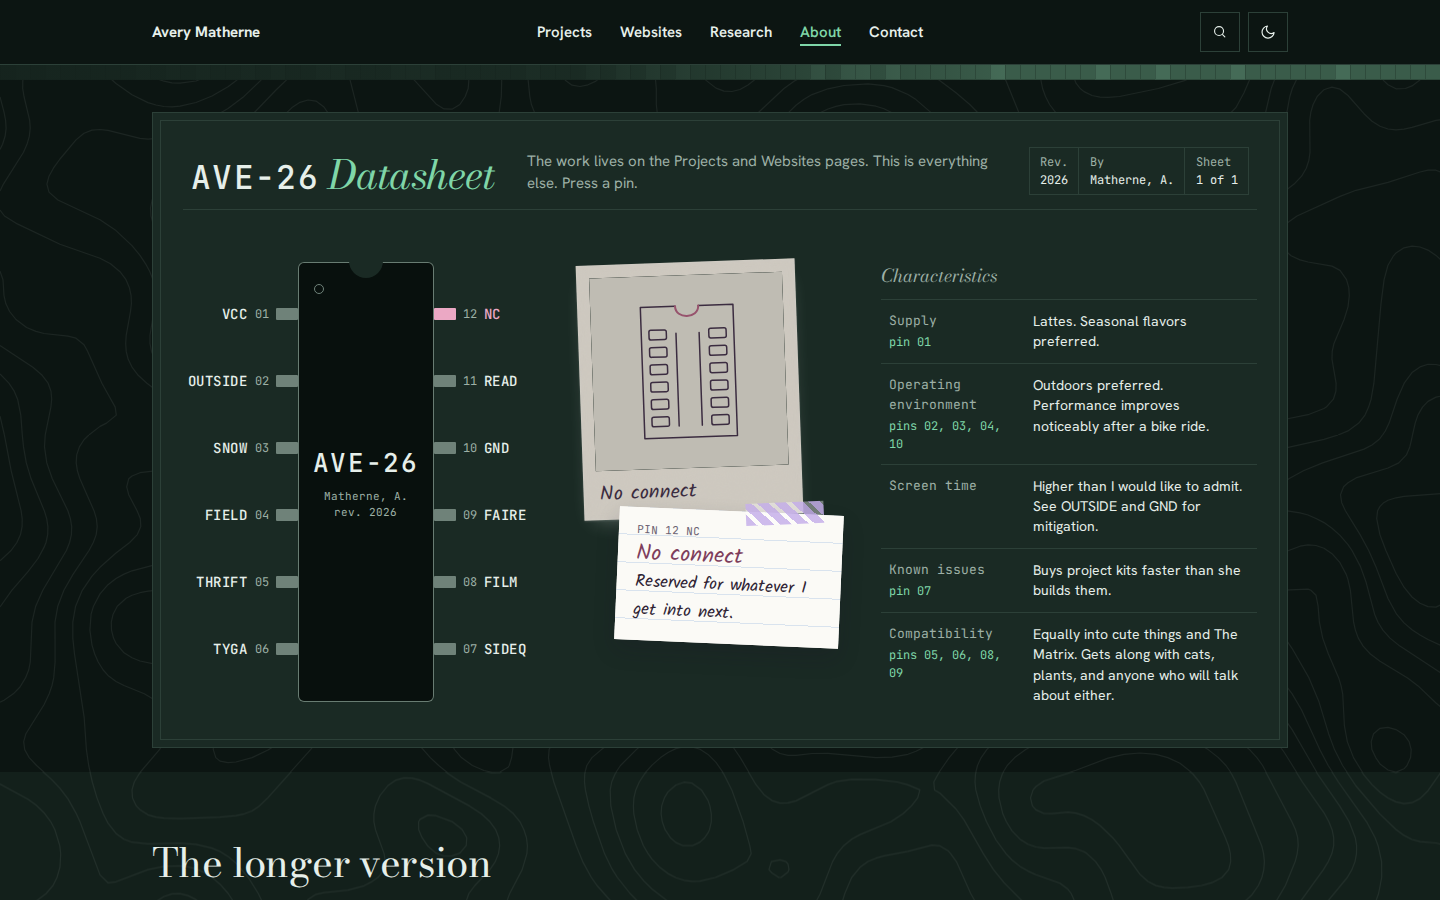 Avery Matherne
Projects
Websites
Research
About
Contact
AVE-26 Datasheet
The work lives on the Projects and Websites pages. This is everything
else. Press a pin.
Rev.
2026
By
Matherne, A.
Sheet
1 of 1
VCC 01
OUTSIDE 02
SNOW 03
FIELD 04
THRIFT 05
TYGA 06
AVE-26
Matherne, A.
rev. 2026
12 NC
11 READ
10 GND
09 FAIRE
08 FILM
07 SIDEQ
No connect
PIN 12 NC
No connect
Reserved for whatever I
get into next.
Characteristics
Supply
pin 01
Lattes. Seasonal flavors
preferred.
Operating
environment
pins 02, 03, 04,
10
Outdoors preferred.
Performance improves
noticeably after a bike ride.
Screen time
Higher than I would like to admit.
See OUTSIDE and GND for
mitigation.
Known issues
pin 07
Buys project kits faster than she
builds them.
Compatibility
pins 05, 06, 08,
09
Equally into cute things and The
Matrix. Gets along with cats,
plants, and anyone who will talk
about either.
The longer version